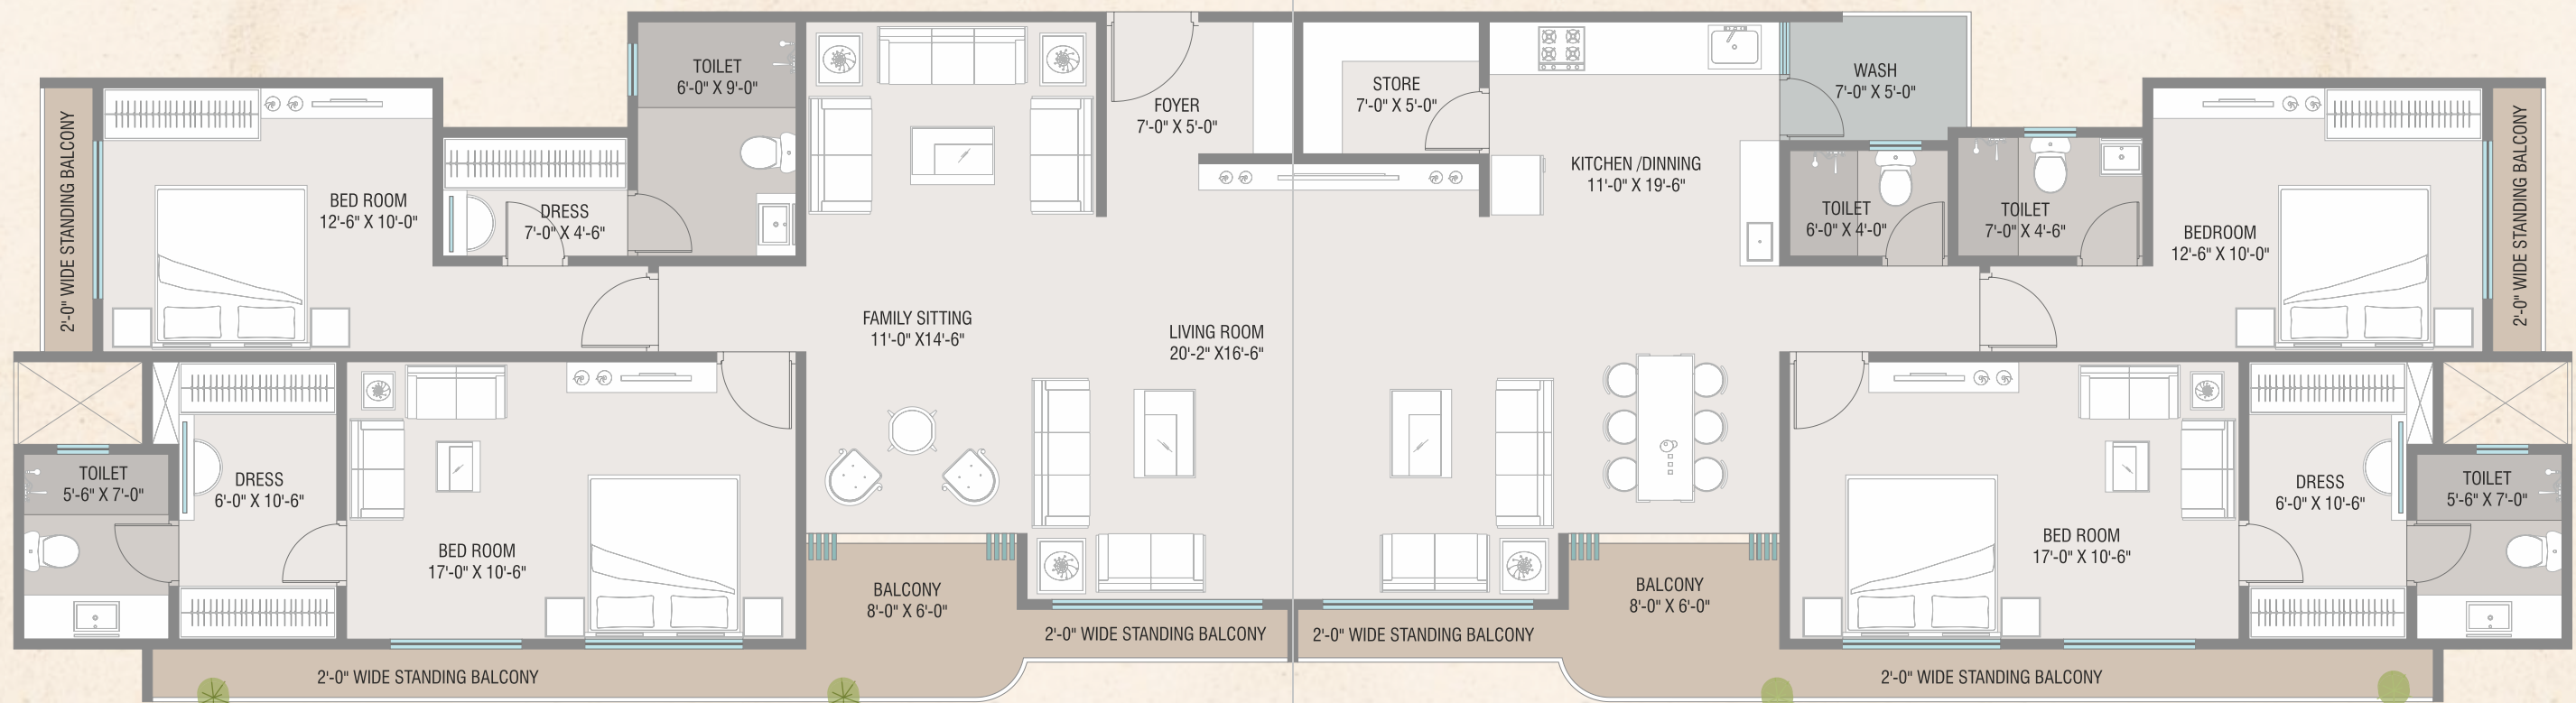 2'-0" WIDE STANDING BALCONY
BED ROOM
12'-6" X 10'-0"
DRESS
7'-0" X 4'-6"
TOILET
6'-0" X 9'-0"
FOYER
7'-0" X 5'-0"
STORE
7'-0" X 5'-0"
KITCHEN /DINNING
11'-0" X 19'-6"
WASH
7'-0" X 5'-0"
TOILET
6'-0" X 4'-0"
TOILET
7'-0" X 4'-6"
BEDROOM
12'-6" X 10'-0"
2'-0" WIDE STANDING BALCONY
FAMILY SITTING
11'-0" X14'-6"
LIVING ROOM
20'-2" X16'-6"
TOILET
5'-6" X 7'-0"
DRESS
6'-0" X 10'-6"
BED ROOM
17'-0" X 10'-6"
BALCONY
8'-0" X 6'-0"
2'-0" WIDE STANDING BALCONY
2'-0" WIDE STANDING BALCONY
BALCONY
8'-0" X 6'-0"
BED ROOM
17'-0" X 10'-6"
DRESS
6'-0" X 10'-6"
TOILET
5'-6" X 7'-0"
2'-0" WIDE STANDING BALCONY
2'-0" WIDE STANDING BALCONY